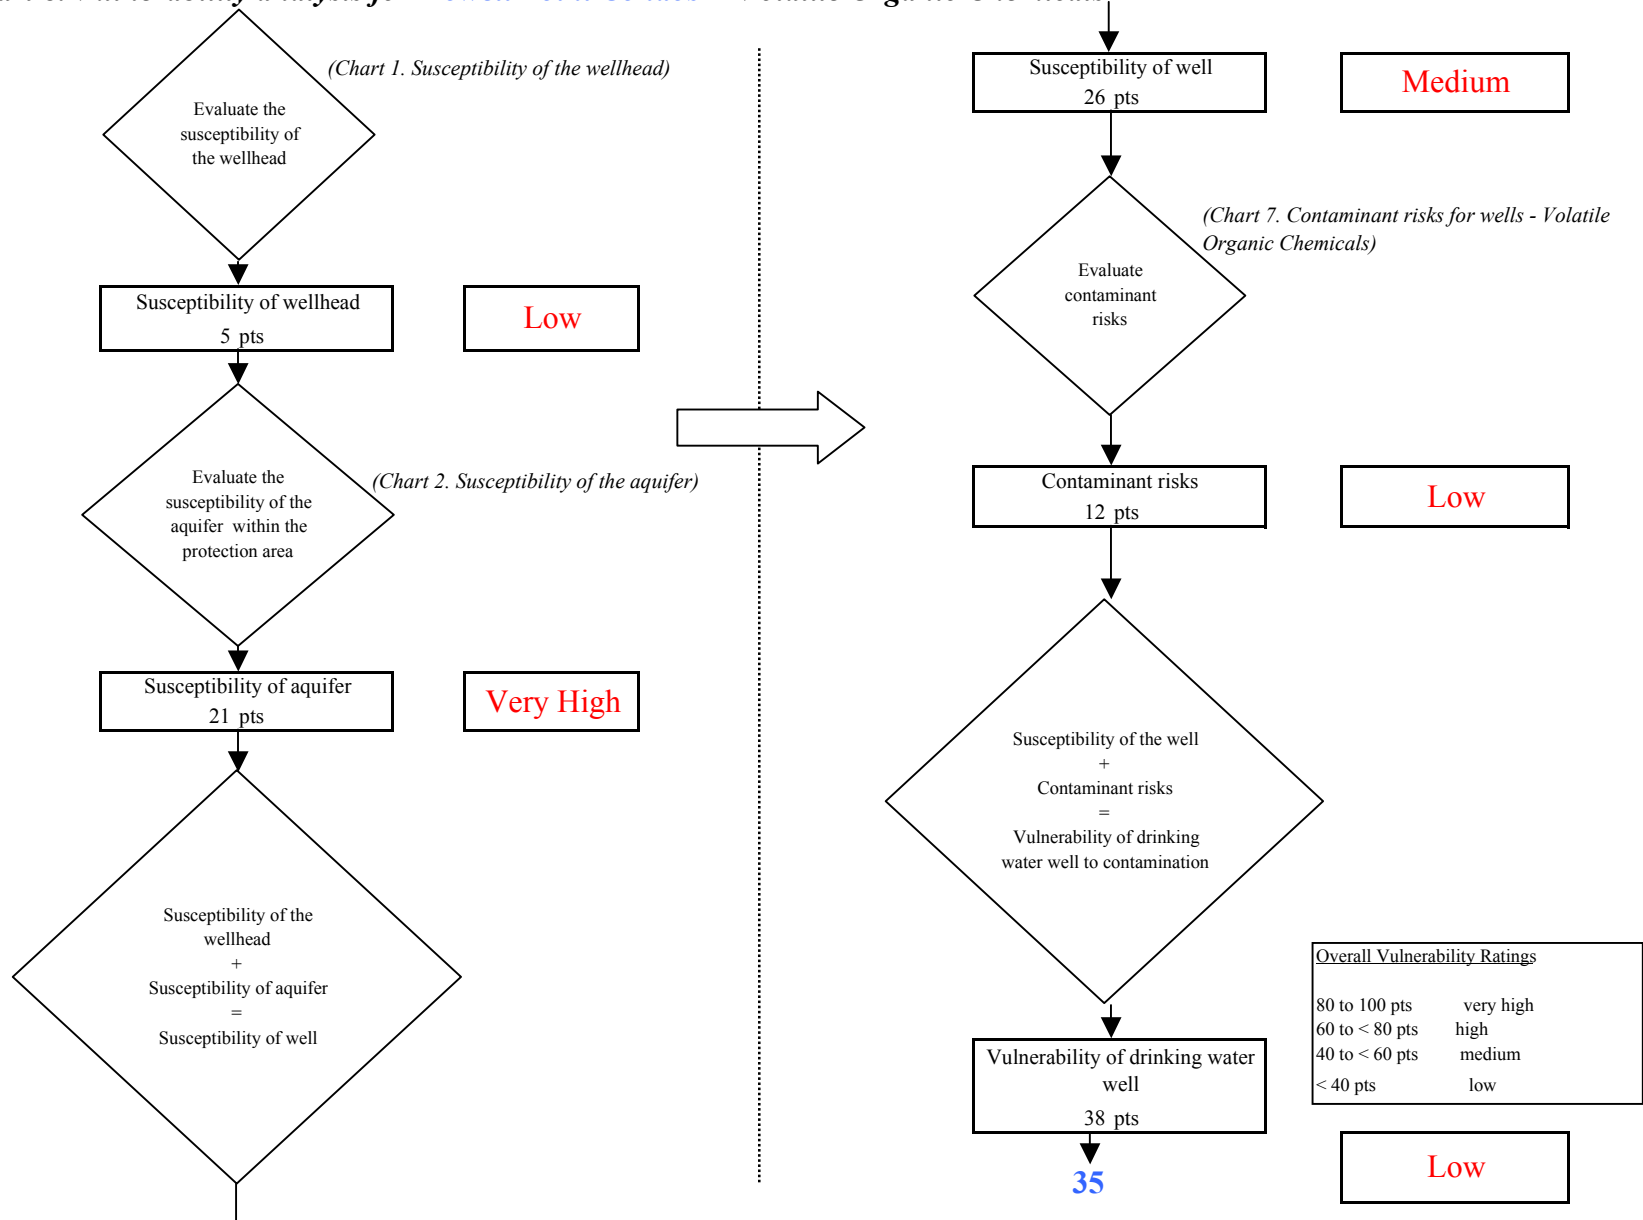 Volatile Organic Chemicals
(Chart 1. Susceptibility of the wellhead)
Evaluate the
susceptibility of
the wellhead
Susceptibility of wellhead
5 pts
Low
Evaluate the
susceptibility of the
aquifer within the
protection area
(Chart 2. Susceptibility of the aquifer)
Susceptibility of aquifer
21 pts
Very High
Susceptibility of the
wellhead
+
Susceptibility of aquifer
=
Susceptibility of well
Susceptibility of well
26 pts
Medium
(Chart 7. Contaminant risks for wells - Volatile
Organic Chemicals)
Evaluate
contaminant
risks
Contaminant risks
12 pts
Low
Susceptibility of the well
+
Contaminant risks
=
Vulnerability of drinking
water well to contamination
Overall Vulnerability Ratings
80 to 100 pts very high
60 to < 80 pts high
40 to < 60 pts medium
< 40 pts low
Vulnerability of drinking water
well
38 pts
35
Low